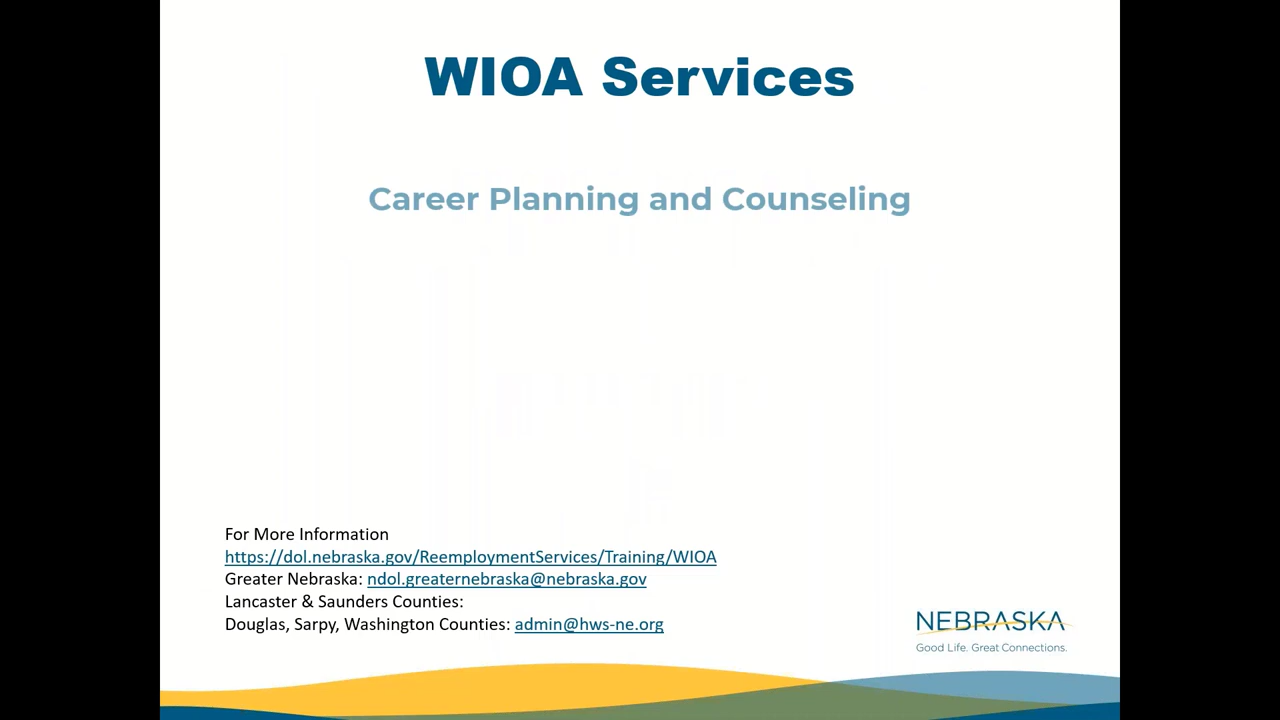 WIOA Services
Career Planning and Counseling
For More Information
https://dol.nebraska.gov/ReemploymentServices/Training/WIOA
Greater Nebraska: ndol.greaternebraska@nebraska.gov
Lancaster & Saunders Counties:
Douglas, Sarpy, Washington Counties: admin@hws-ne.org
NEBRASKA
Good Life. Great Connections.